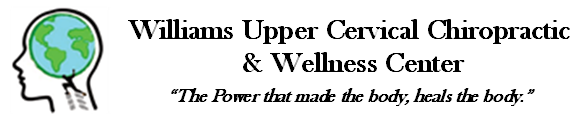 Williams Upper Cervical Chiropractic
& Wellness Center
“The Power that made the body, heals the body.”